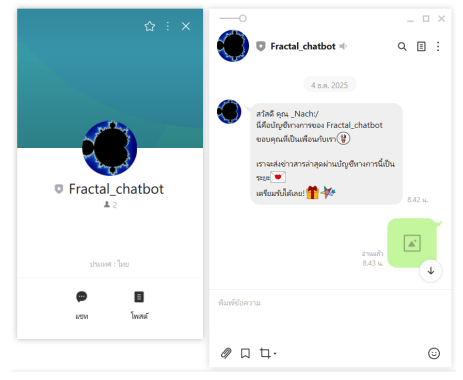 Fractal_chatbot
2
ประเทศ : ไทย
แชท
โพสต์
Fractal_chatbot
4 ธ.ค. 2025
สวัสดี คุณ _Nach:/
นี่คือบัญชีทางการของ Fractal_chatbot
ขอบคุณที่เป็นเพื่อนกับเรา
เราจะส่งข่าวสารล่าสุดผ่านบัญชีทางการนี้เป็น
ระยะ
เตรียมรับได้เลย!
8.42 น.
อ่านแล้ว
8.43 น.
พิมพ์ข้อความ